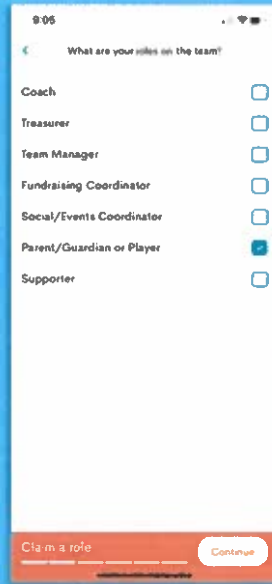 9:05
What are your roles on the team?
Coach
Treasurer
Team Manager
Fundraising Coordinator
Social/Events Coordinator
Parent/Guardian or Player
Supporter
Claim a role
Continue